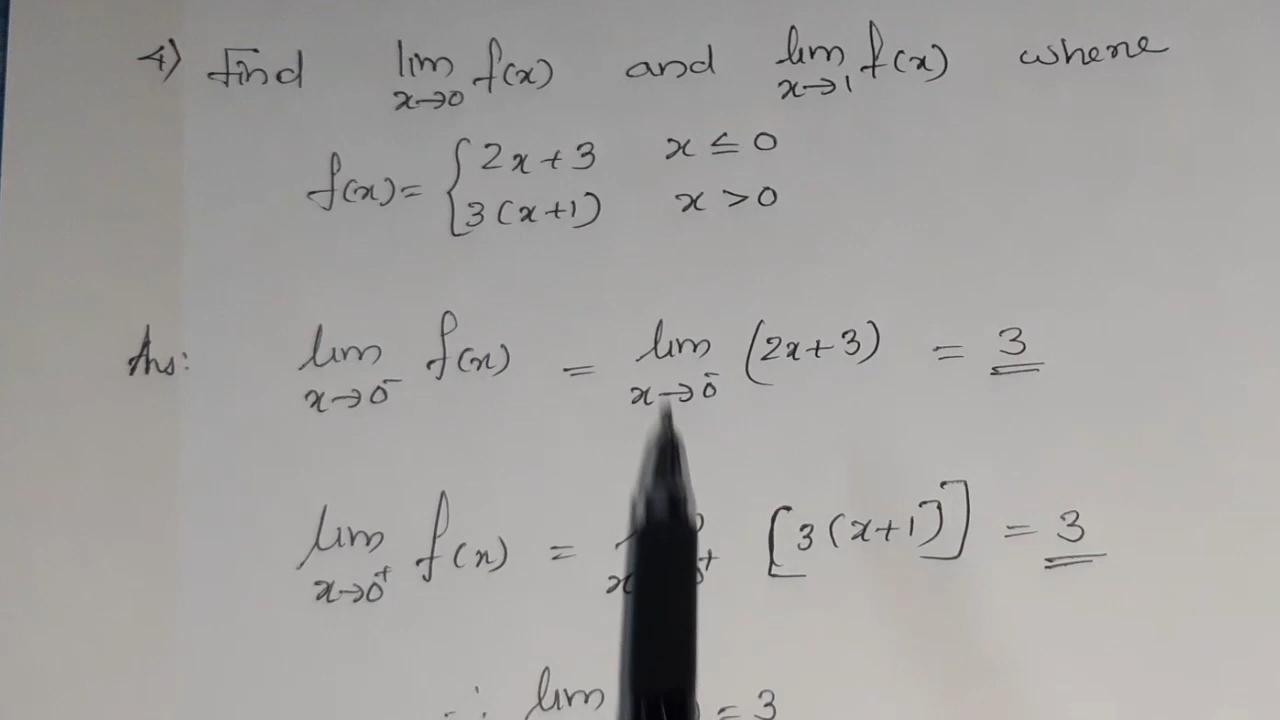 4) Find lim x→0 f(x) and lim x→1 f(x) where
f(x) = { 2x+3 x ≤ 0
3(x+1) x > 0
Ans: lim x→0⁻ f(x) = lim x→0⁻ (2x+3) = 3
lim x→0⁺ f(x) = x + [3(x+1)] = 3
∴ lim = 3